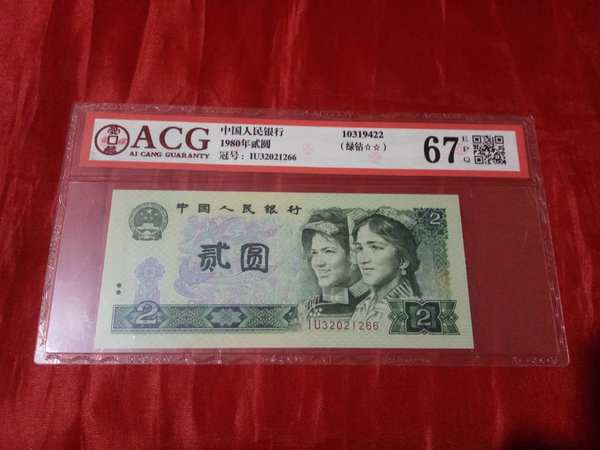 ACG
AI CANG GUARANTY
中国人民银行
1980年贰圆
冠号：IU32021266
10319422
（绿钻☆☆）
67
EPQ
中国人民银行
2
贰圆
2
IU32021266
2